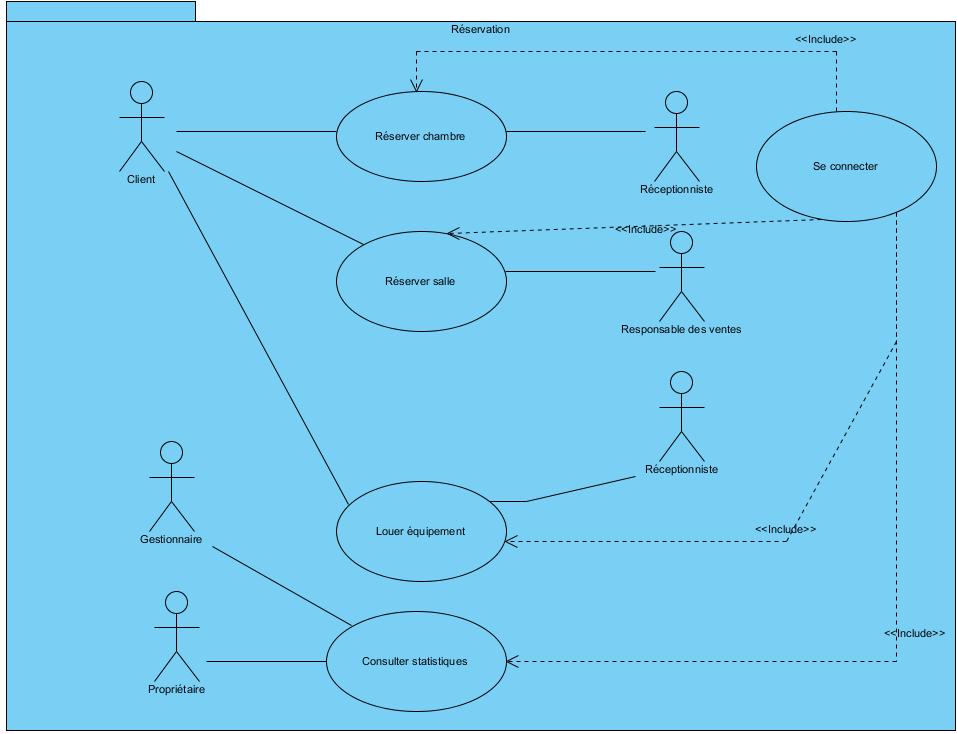 Réservation
<<Include>>
Réserver chambre
Se connecter
Client
Réceptionniste
<<Include>>
Réserver salle
Responsable des ventes
Réceptionniste
<<Include>>
Louer équipement
Gestionnaire
<<Include>>
Consulter statistiques
Propriétaire